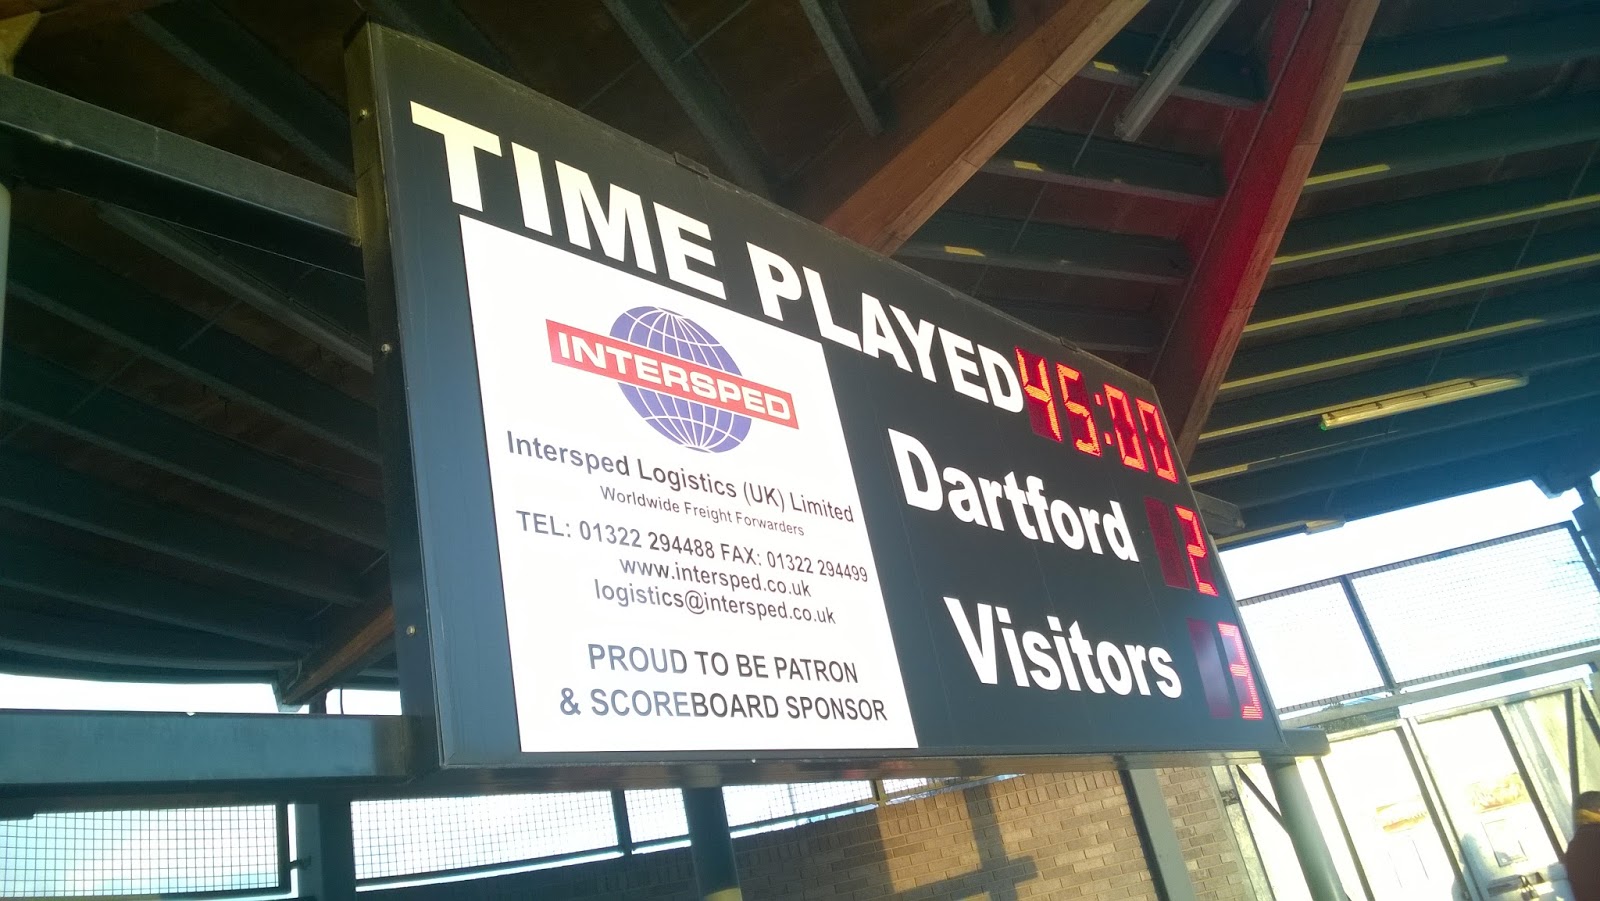 TIME PLAYED 45:00
INTERSPED
Intersped Logistics (UK) Limited
Worldwide Freight Forwarders
TEL: 01322 294488 FAX: 01322 294499
www.intersped.co.uk
logistics@intersped.co.uk
PROUD TO BE PATRON
& SCOREBOARD SPONSOR
Dartford 2
Visitors 3